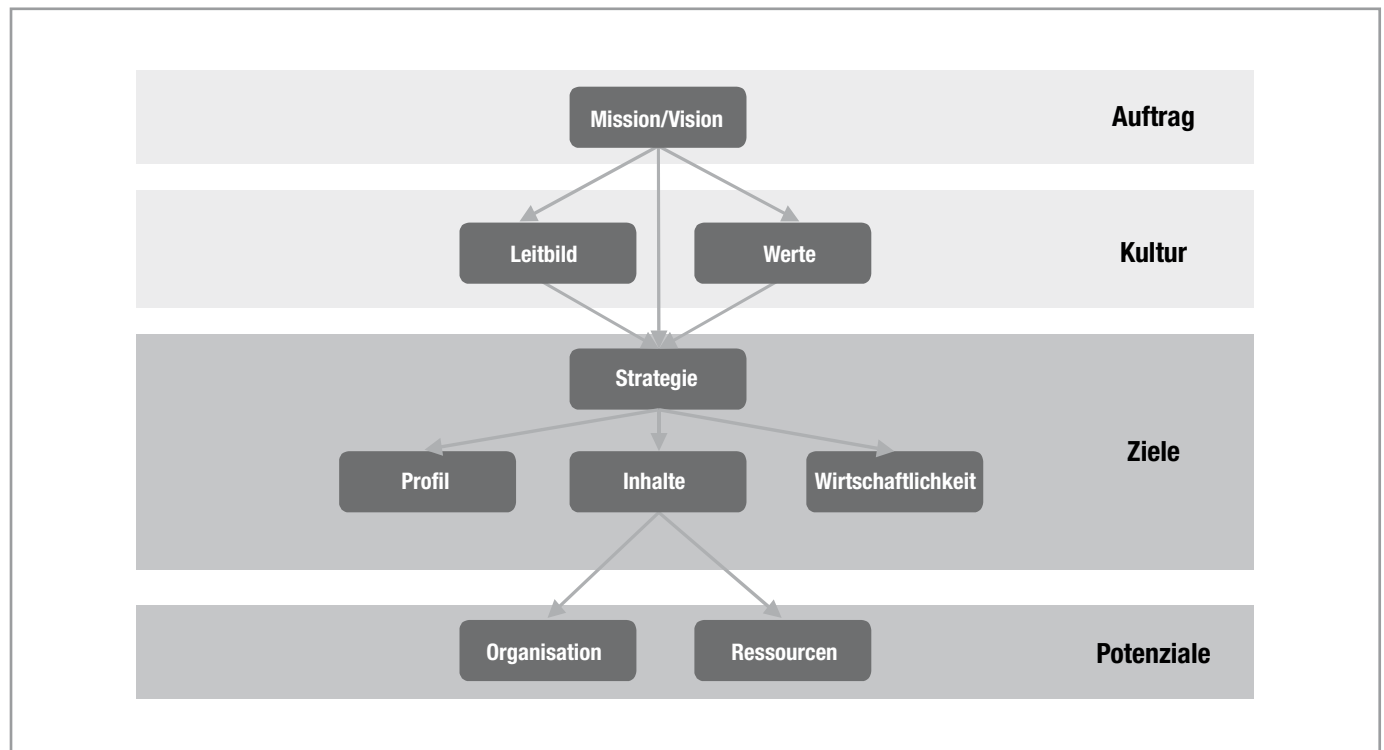 Mission/Vision
Auftrag
Leitbild
Werte
Kultur
Strategie
Ziele
Profil
Inhalte
Wirtschaftlichkeit
Organisation
Ressourcen
Potenziale